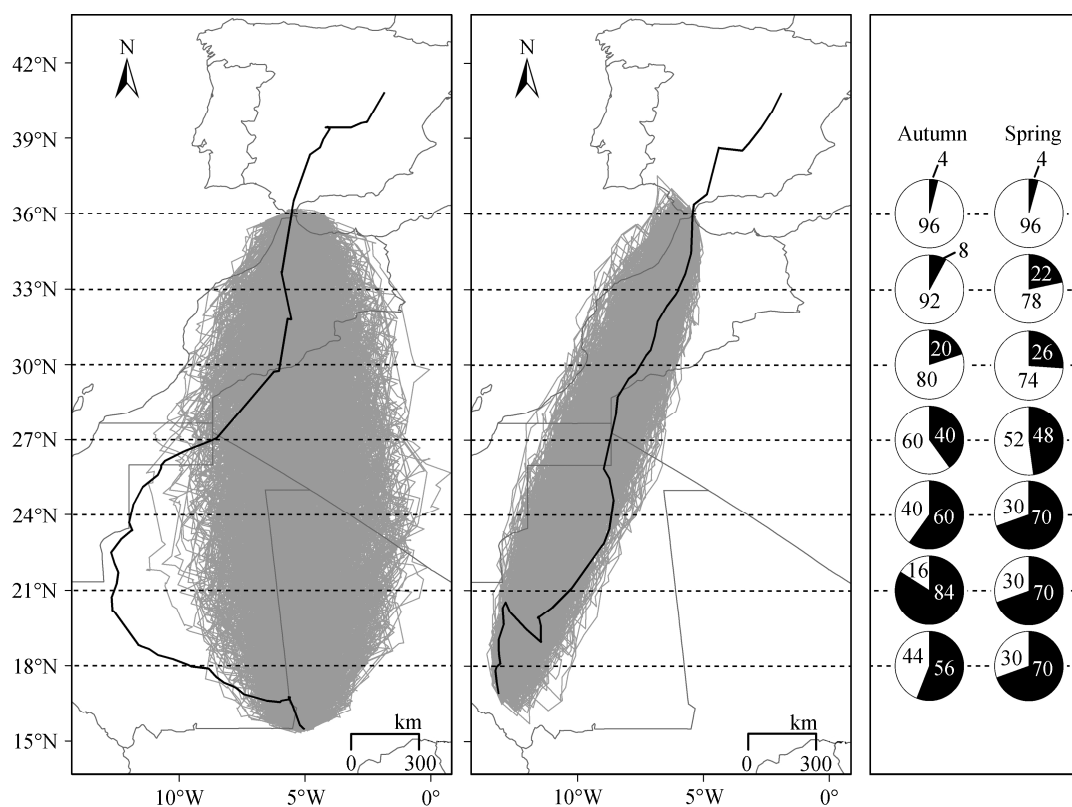 N
N
42°N
39°N
36°N
33°N
30°N
27°N
24°N
21°N
18°N
15°N
km
0 300
km
0 300
10°W 5°W 0°
10°W 5°W 0°
Autumn Spring
4 4
96 96
8
92
22
78
20
80
26
74
60 40
52 48
40 60
30 70
16
84
30 70
44 56
30 70